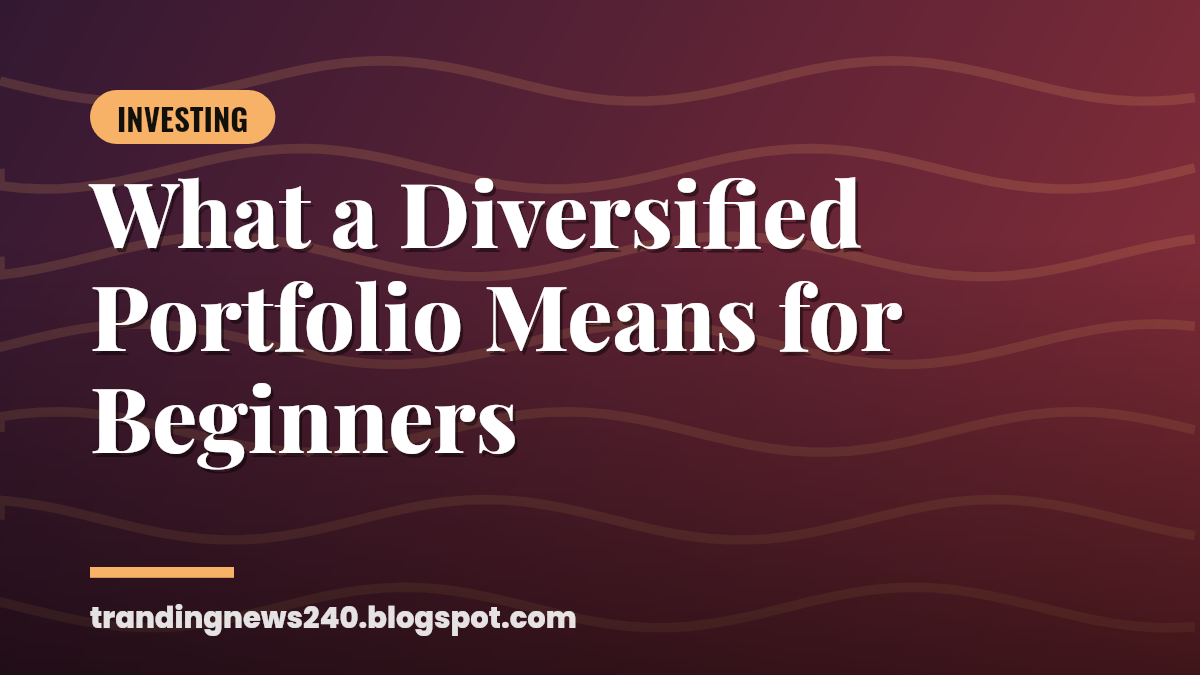 INVESTING
What a Diversified
Portfolio Means for
Beginners
trandingnews240.blogspot.com